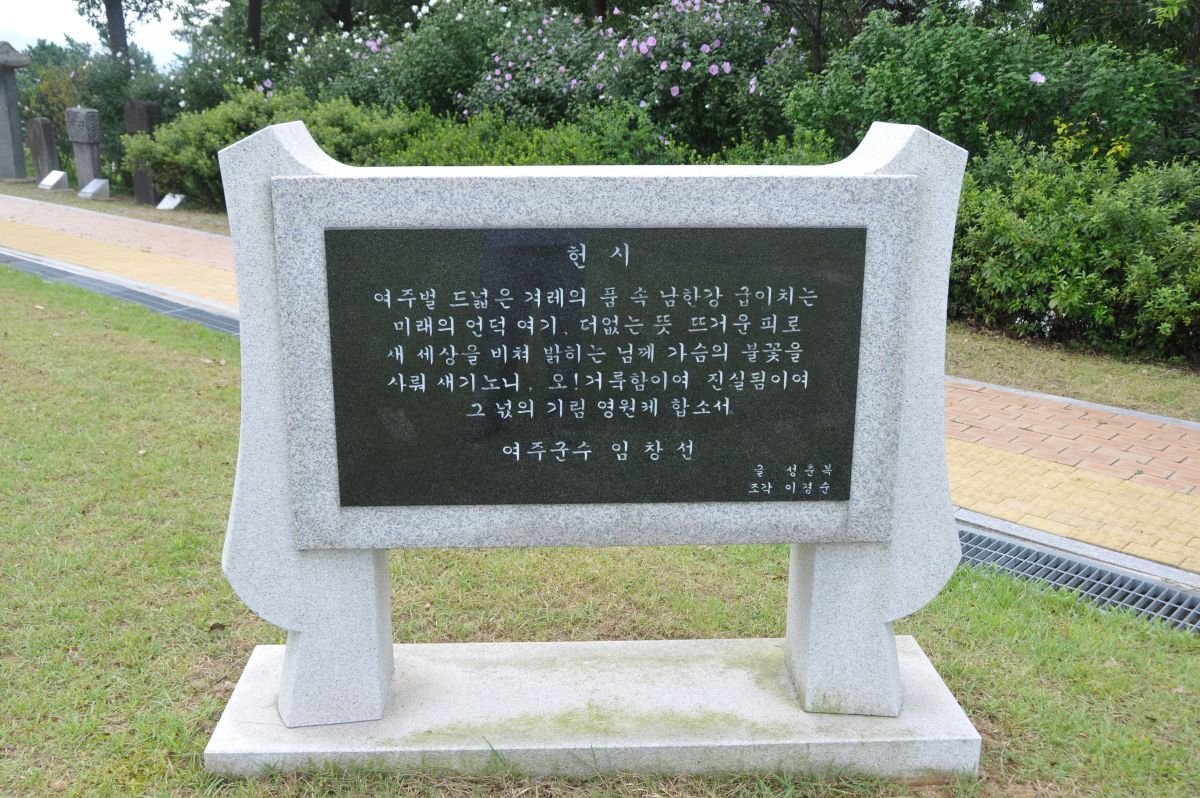 헌 시
여주벌 드넓은 겨레의 품 속 남한강 굽이치는
미래의 언덕 여기, 더없는 뜻 뜨거운 피로
새 세상을 비쳐 밝히는 님께 가슴의 불꽃을
사뤄 새기노니, 오!거룩함이여 진실됨이여
그 넋의 기림 영원케 합소서
여주군수 임창선
글 성춘복
조각 이경순